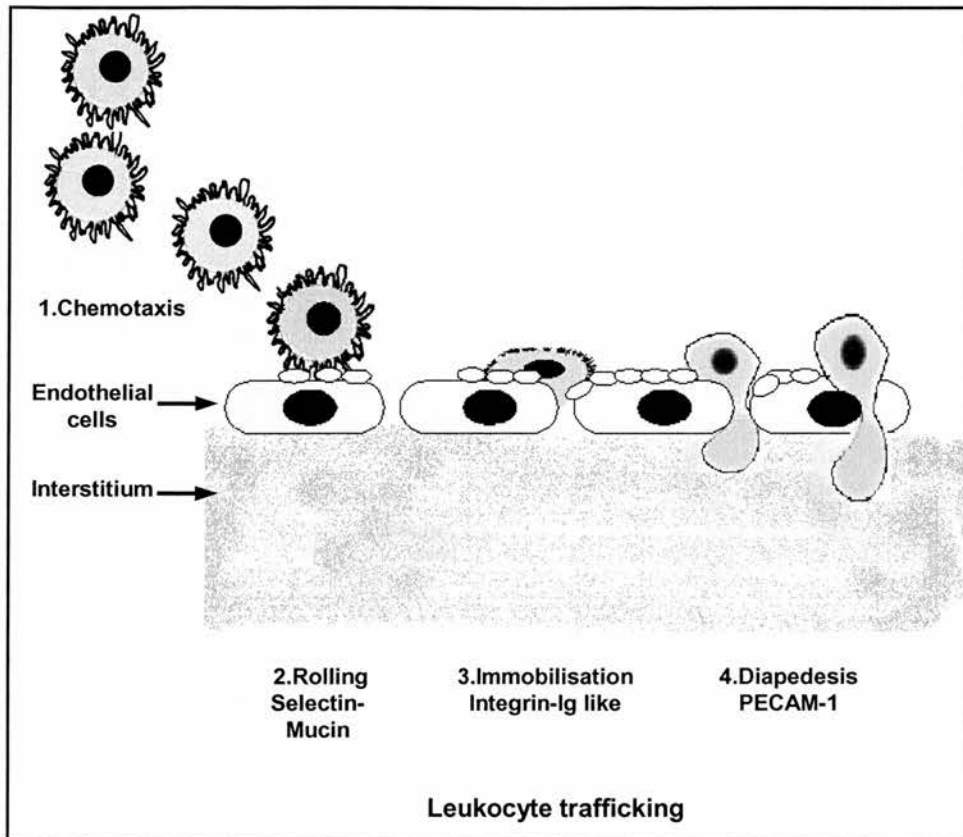 1.Chemotaxis
Endothelial
cells
Interstitium
2.Rolling
Selectin-
Mucin
3.Immobilisation
Integrin-Ig like
4.Diapedesis
PECAM-1
Leukocyte trafficking